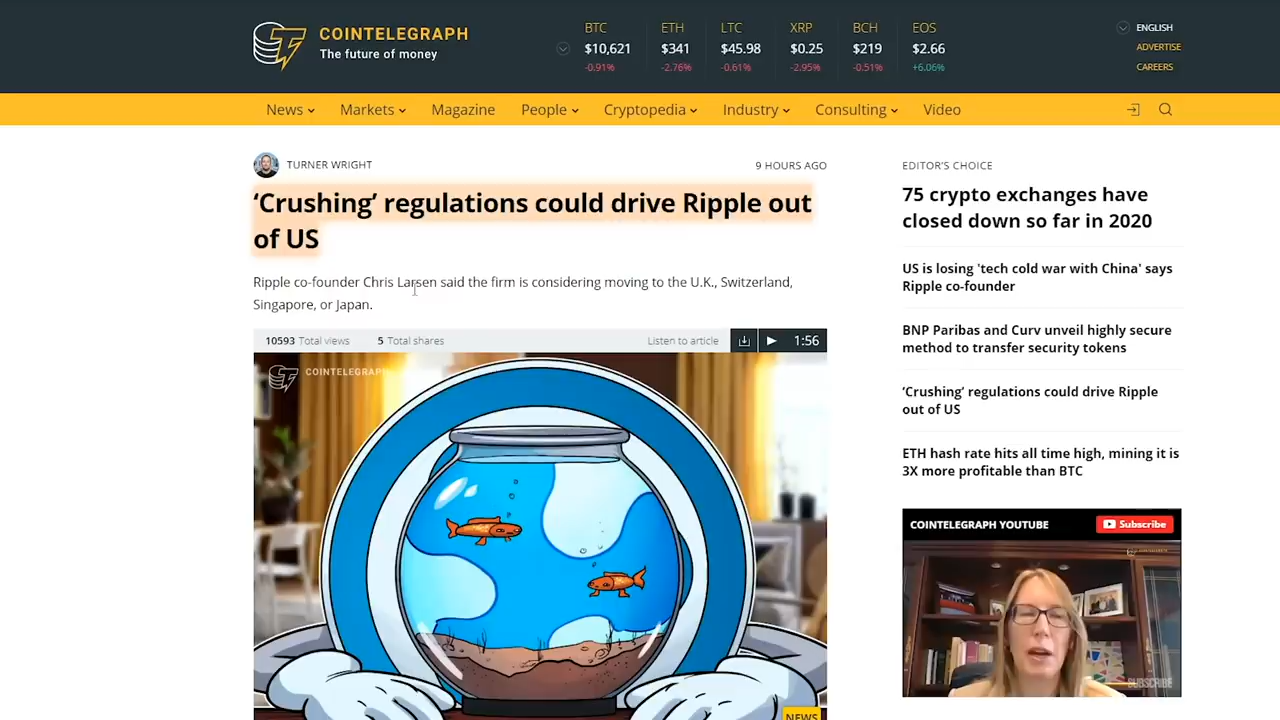 COINTELEGRAPH
The future of money
BTC
$10,621
-0.91%
ETH
$341
-2.76%
LTC
$45.98
-0.61%
XRP
$0.25
-2.95%
BCH
$219
-0.51%
EOS
$2.66
+6.06%
ENGLISH
ADVERTISE
CAREERS
News Markets Magazine People Cryptopedia Industry Consulting Video
TURNER WRIGHT
9 HOURS AGO
‘Crushing’ regulations could drive Ripple out
of US
Ripple co-founder Chris Larsen said the firm is considering moving to the U.K., Switzerland,
Singapore, or Japan.
10593 Total views 5 Total shares
Listen to article 1:56
COINTELEGRAPH
NEWS
EDITOR'S CHOICE
75 crypto exchanges have
closed down so far in 2020
US is losing 'tech cold war with China' says
Ripple co-founder
BNP Paribas and Curv unveil highly secure
method to transfer security tokens
‘Crushing’ regulations could drive Ripple
out of US
ETH hash rate hits all time high, mining it is
3X more profitable than BTC
COINTELEGRAPH YOUTUBE
Subscribe
SUBSCRIBE